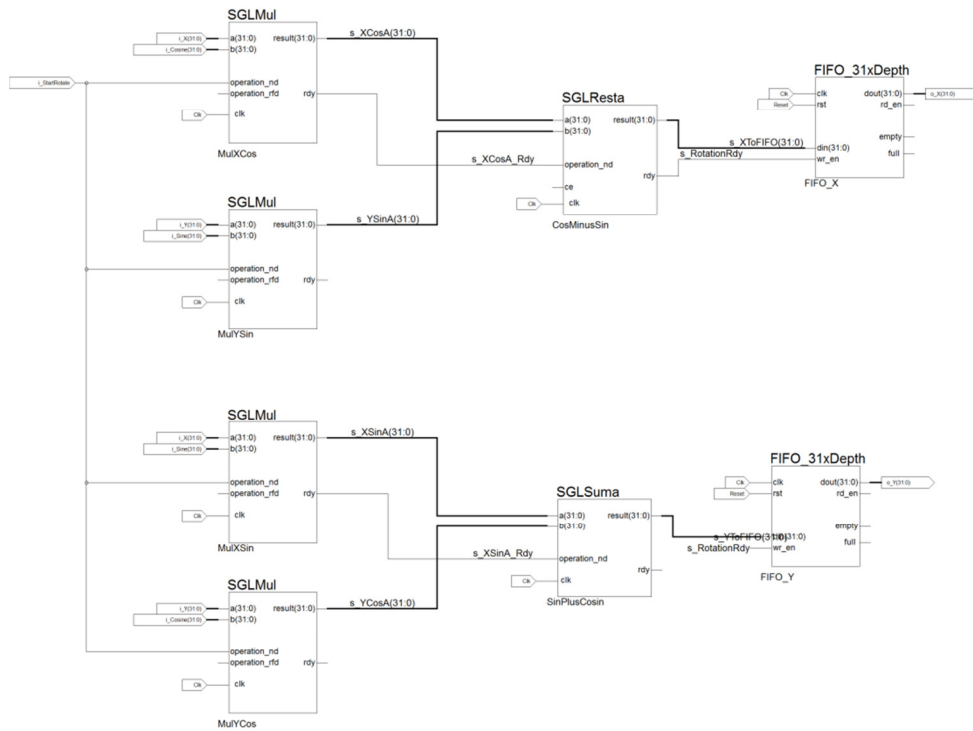 SGLMul
i_X(31:0) a(31:0) result(31:0) s_XCosA(31:0)
i_Cosine(31:0) b(31:0)
i_StartRotate operation_nd
operation_rfd rdy
Clk clk
MulXCos
SGLMul
i_Y(31:0) a(31:0) result(31:0) s_YSinA(31:0)
i_Sine(31:0) b(31:0)
operation_nd
operation_rfd rdy
Clk clk
MulYSin
SGLResta
a(31:0) result(31:0)
b(31:0)
s_XCosA_Rdy operation_nd
rdy
ce
Clk clk
CosMinusSin
FIFO_31xDepth
Clk clk dout(31:0) o_X(31:0)
Reset rst rd_en
empty
s_XToFIFO(31:0) din(31:0) full
s_RotationRdy wr_en
FIFO_X
SGLMul
i_X(31:0) a(31:0) result(31:0) s_XSinA(31:0)
i_Sine(31:0) b(31:0)
operation_nd
operation_rfd rdy
Clk clk
MulXSin
SGLMul
i_Y(31:0) a(31:0) result(31:0) s_YCosA(31:0)
i_Cosine(31:0) b(31:0)
operation_nd
operation_rfd rdy
Clk clk
MulYCos
SGLSuma
a(31:0) result(31:0)
b(31:0)
s_XSinA_Rdy operation_nd
rdy
Clk clk
SinPlusCosin
FIFO_31xDepth
Clk clk dout(31:0) o_Y(31:0)
Reset rst rd_en
empty
s_YToFIFO(31:0) din(31:0) full
s_RotationRdy wr_en
FIFO_Y